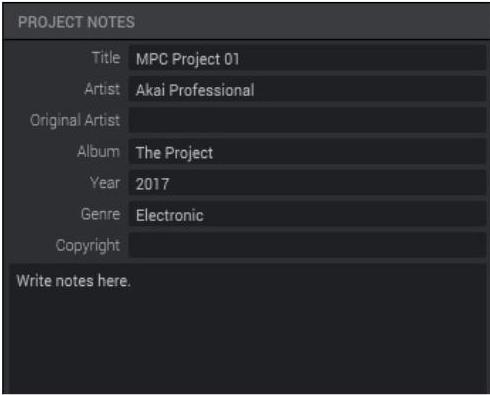 PROJECT NOTES
Title MPC Project 01
Artist Akai Professional
Original Artist
Album The Project
Year 2017
Genre Electronic
Copyright
Write notes here.